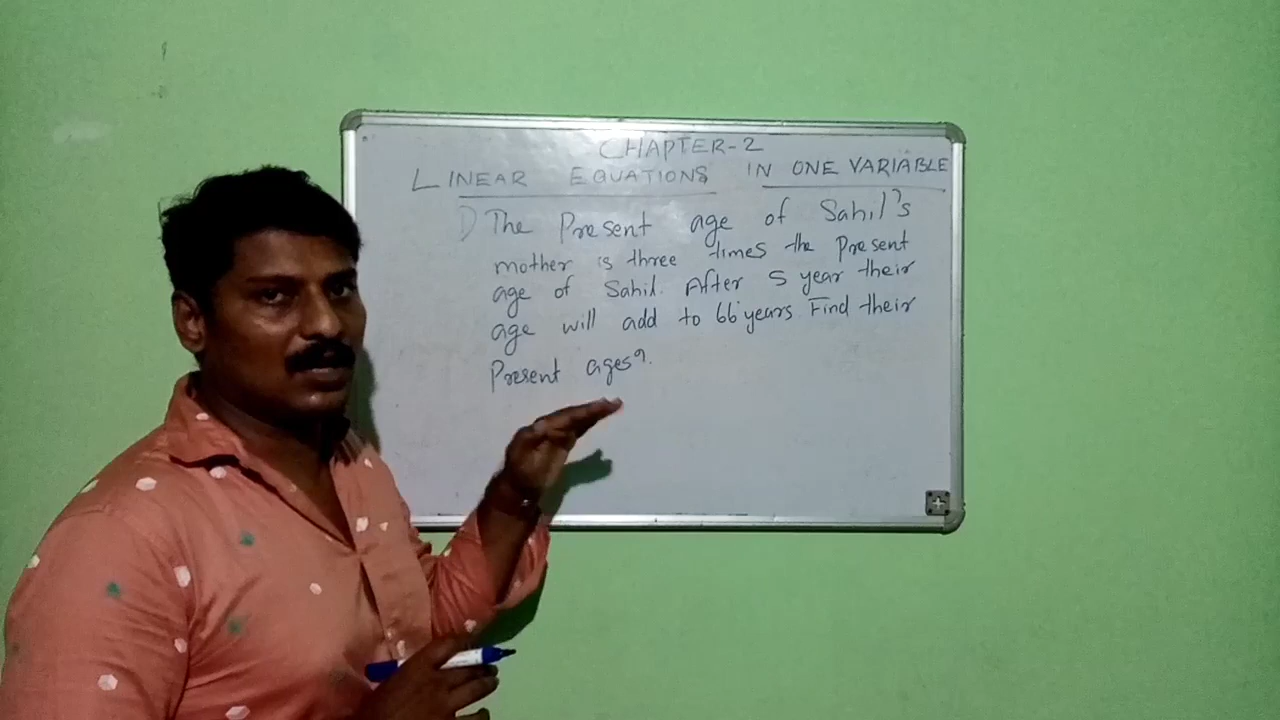 CHAPTER-2
LINEAR EQUATIONS IN ONE VARIABLE
1) The Present age of Sahil's
mother is three times the Present
age of Sahil. After 5 year their
age will add to 66 years Find their
Present ages?.